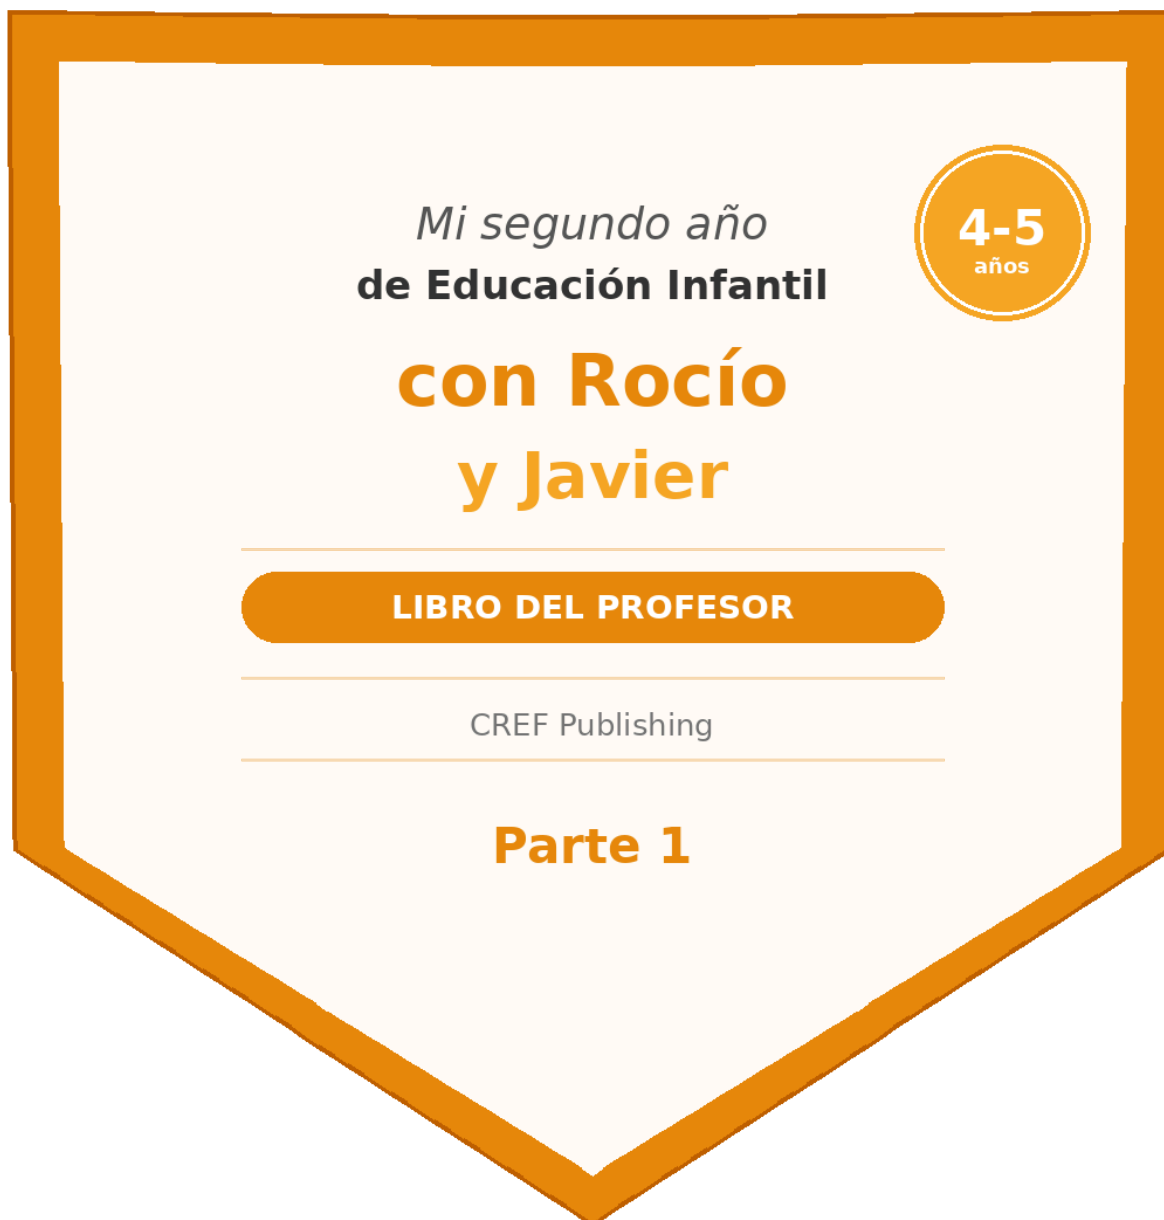 Mi segundo año
de Educación Infantil
4-5
años
con Rocío
y Javier
LIBRO DEL PROFESOR
CREF Publishing
Parte 1